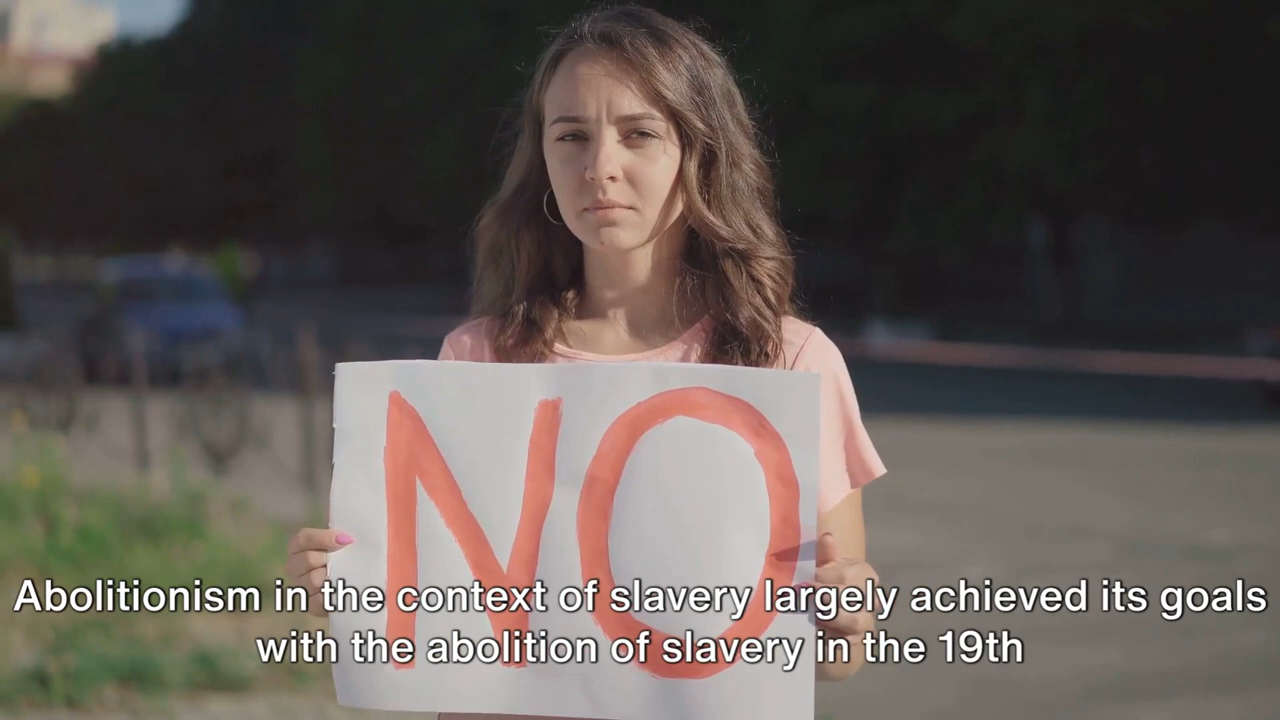 NO
Abolitionism in the context of slavery largely achieved its goals
with the abolition of slavery in the 19th